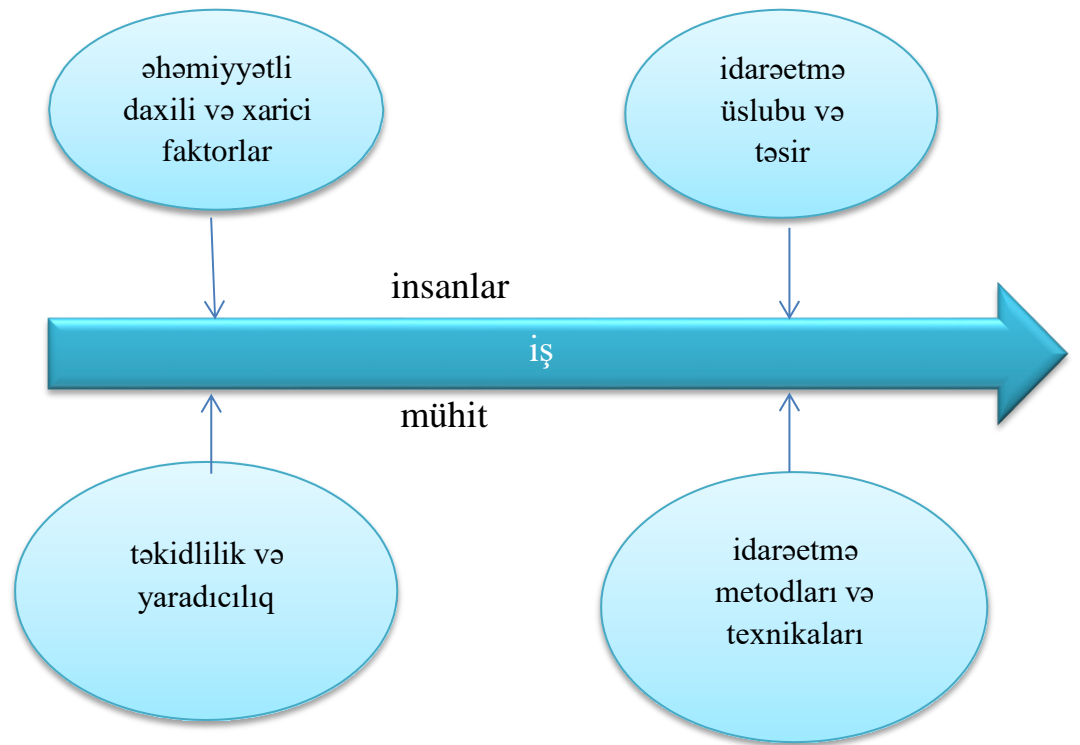 əhəmiyyətli
daxili və xarici
faktorlar
idarəetmə
üslubu və
təsir
insanlar
iş
mühit
təkidlilik və
yaradıcılıq
idarəetmə
metodları və
texnikaları